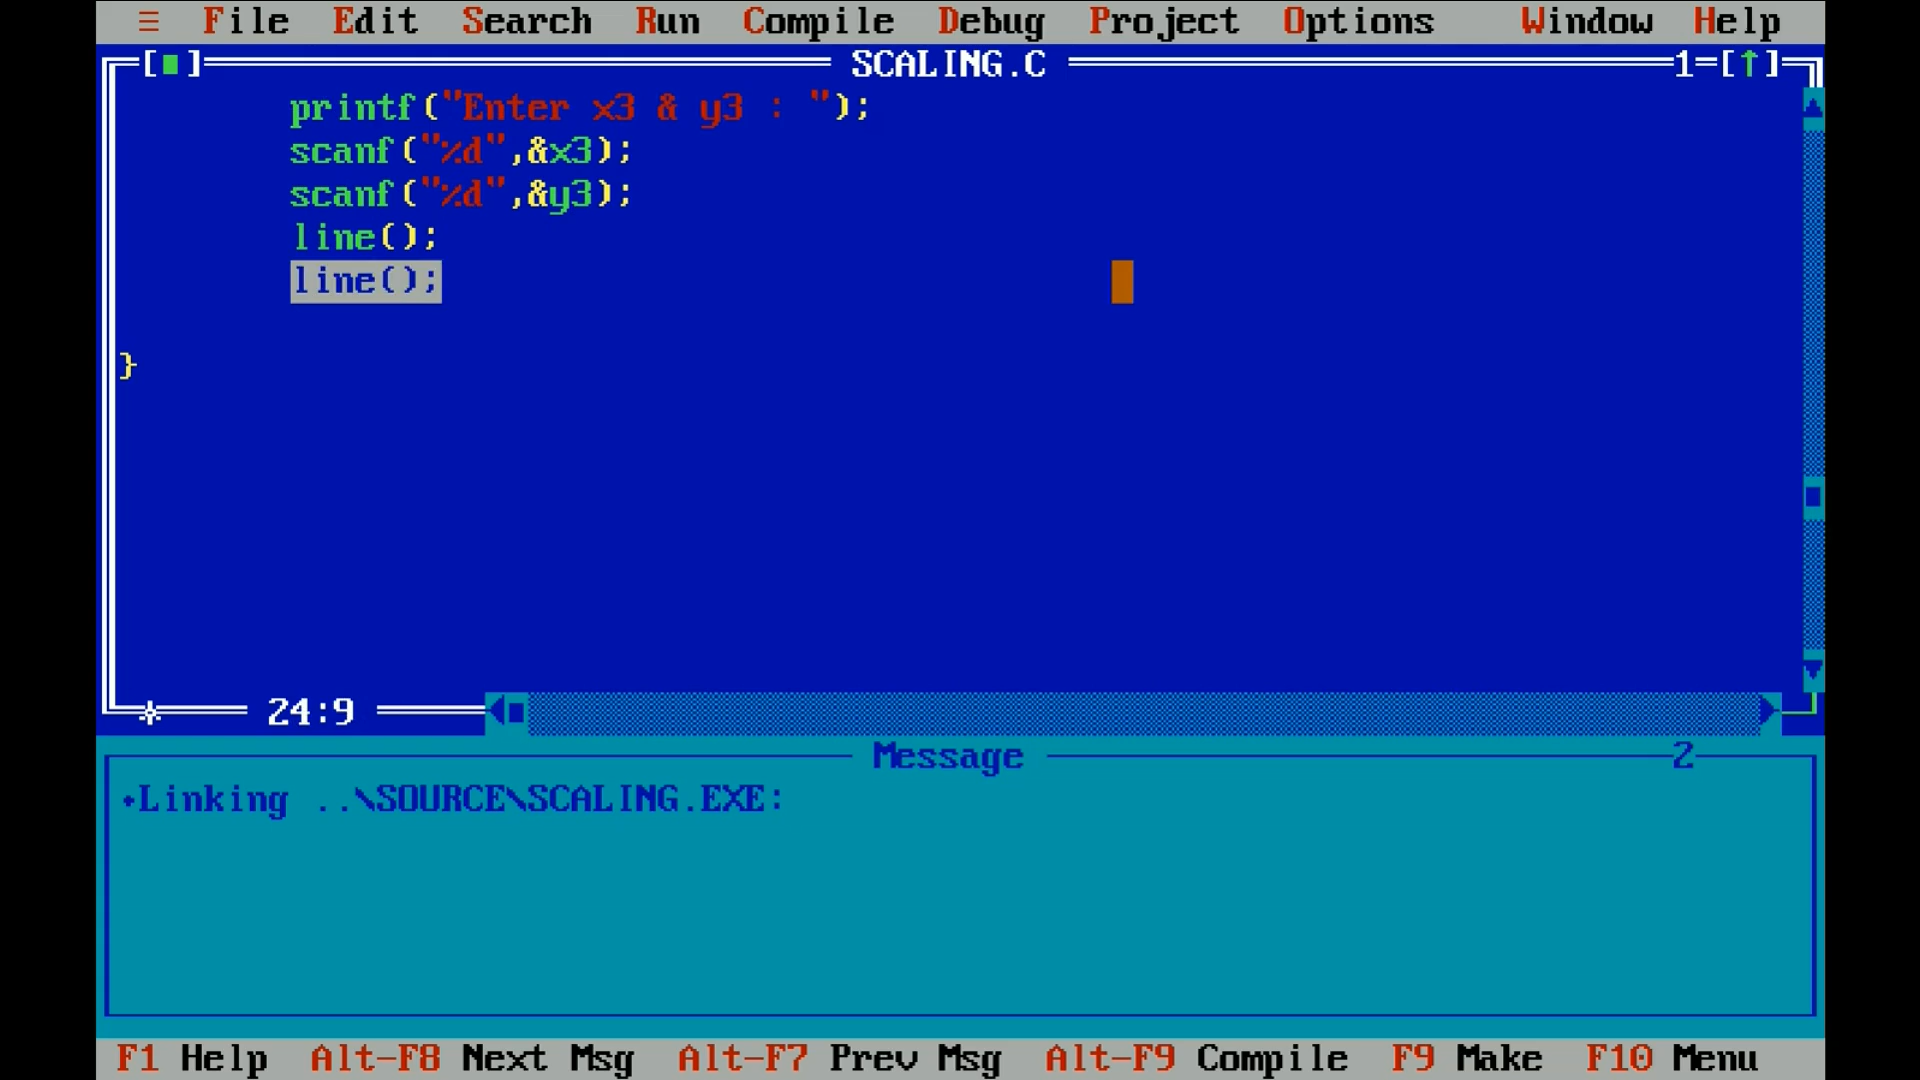 ≡ File Edit Search Run Compile Debug Project Options Window Help
[■] SCALING.C 1=[↑]
printf("Enter x3 & y3 : ");
scanf("%d",&x3);
scanf("%d",&y3);
line();
line();
}
24:9
Message 2
•Linking ..\SOURCE\SCALING.EXE:
F1 Help Alt-F8 Next Msg Alt-F7 Prev Msg Alt-F9 Compile F9 Make F10 Menu